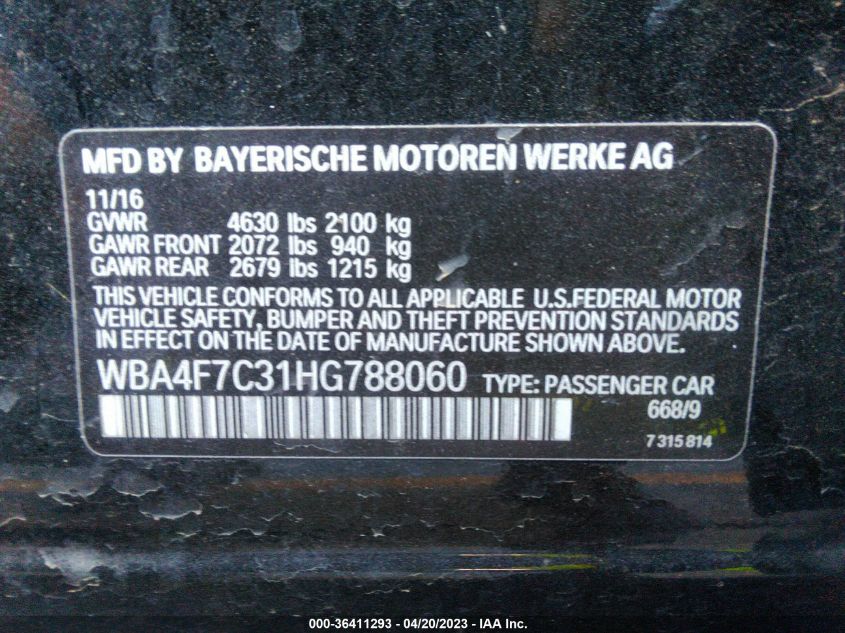 MFD BY BAYERISCHE MOTOREN WERKE AG
11/16
GVWR 4630 lbs 2100 kg
GAWR FRONT 2072 lbs 940 kg
GAWR REAR 2679 lbs 1215 kg
THIS VEHICLE CONFORMS TO ALL APPLICABLE U.S.FEDERAL MOTOR
VEHICLE SAFETY, BUMPER AND THEFT PREVENTION STANDARDS
IN EFFECT ON THE DATE OF MANUFACTURE SHOWN ABOVE.
WBA4F7C31HG788060 TYPE: PASSENGER CAR
668/9
7 315 814
000-36411293 - 04/20/2023 - IAA Inc.